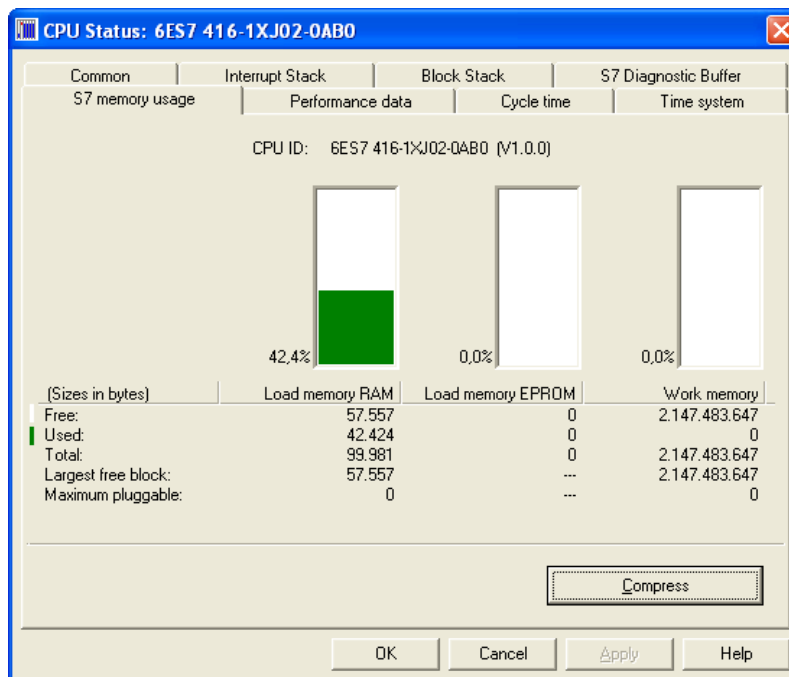 CPU Status: 6ES7 416-1XJ02-0AB0
Common Interrupt Stack Block Stack S7 Diagnostic Buffer
S7 memory usage Performance data Cycle time Time system
CPU ID: 6ES7 416-1XJ02-0AB0 (V1.0.0)
42,4% 0,0% 0,0%
(Sizes in bytes) Load memory RAM Load memory EPROM Work memory
Free: 57.557 0 2.147.483.647
Used: 42.424 0 0
Total: 99.981 0 2.147.483.647
Largest free block: 57.557 --- 2.147.483.647
Maximum pluggable: 0 --- 0
Compress
OK Cancel Apply Help